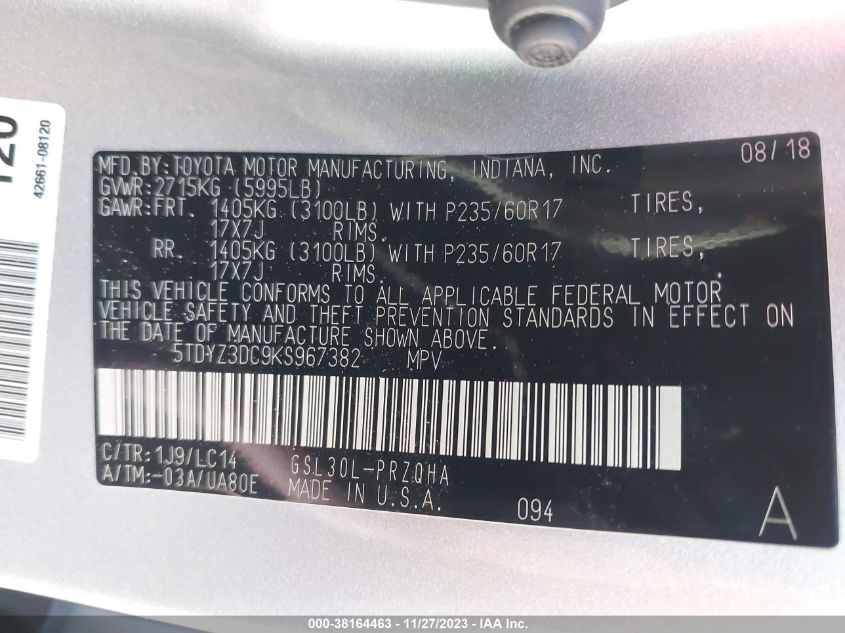 120
42661-08120
MFD.BY:TOYOTA MOTOR MANUFACTURING, INDIANA, INC. 08/18
GVWR:2715KG (5995LB)
GAWR:FRT. 1405KG (3100LB) WITH P235/60R17 TIRES,
17X7J RIMS.
RR. 1405KG (3100LB) WITH P235/60R17 TIRES,
17X7J RIMS.
THIS VEHICLE CONFORMS TO ALL APPLICABLE FEDERAL MOTOR
VEHICLE SAFETY AND THEFT PREVENTION STANDARDS IN EFFECT ON
THE DATE OF MANUFACTURE SHOWN ABOVE.
5TDYZ3DC9KS967382 MPV
C/TR:1J9/LC14 GSL30L-PRZQHA
A/TM:-03A/UA80E MADE IN U.S.A. 094 A
000-38164463 - 11/27/2023 - IAA Inc.